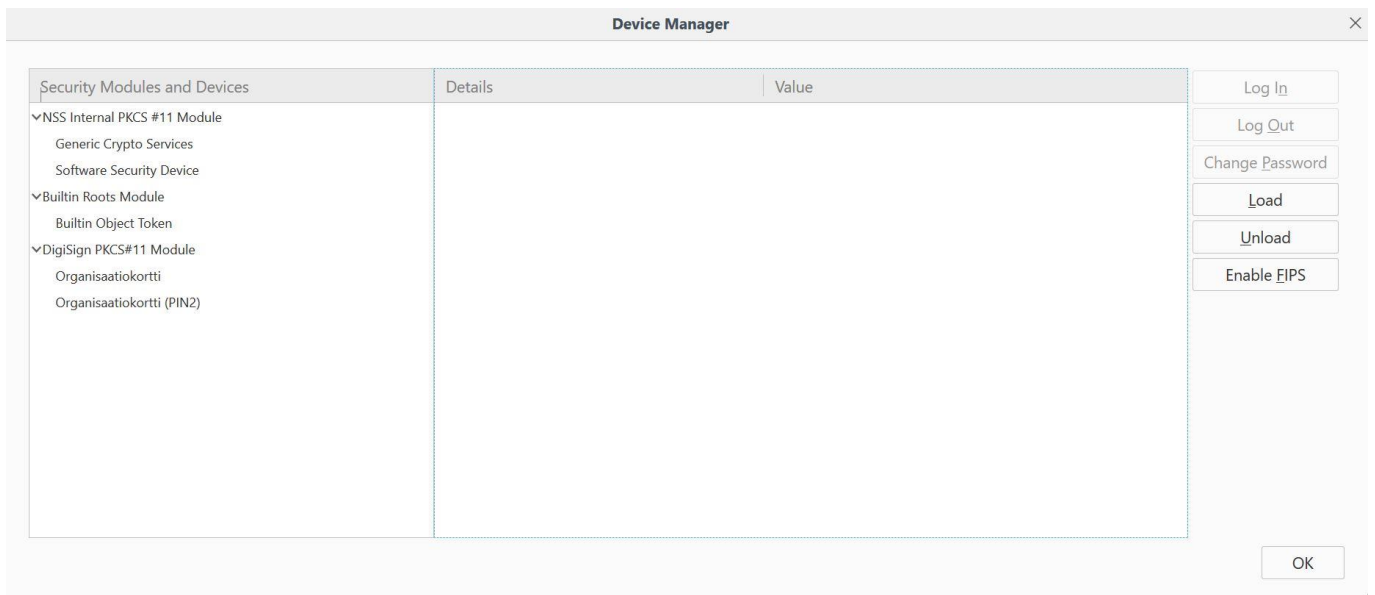 Device Manager
Security Modules and Devices
Details
Value
NSS Internal PKCS #11 Module
Generic Crypto Services
Software Security Device
Builtin Roots Module
Builtin Object Token
DigiSign PKCS#11 Module
Organisaatiokortti
Organisaatiokortti (PIN2)
Log In
Log Out
Change Password
Load
Unload
Enable FIPS
OK